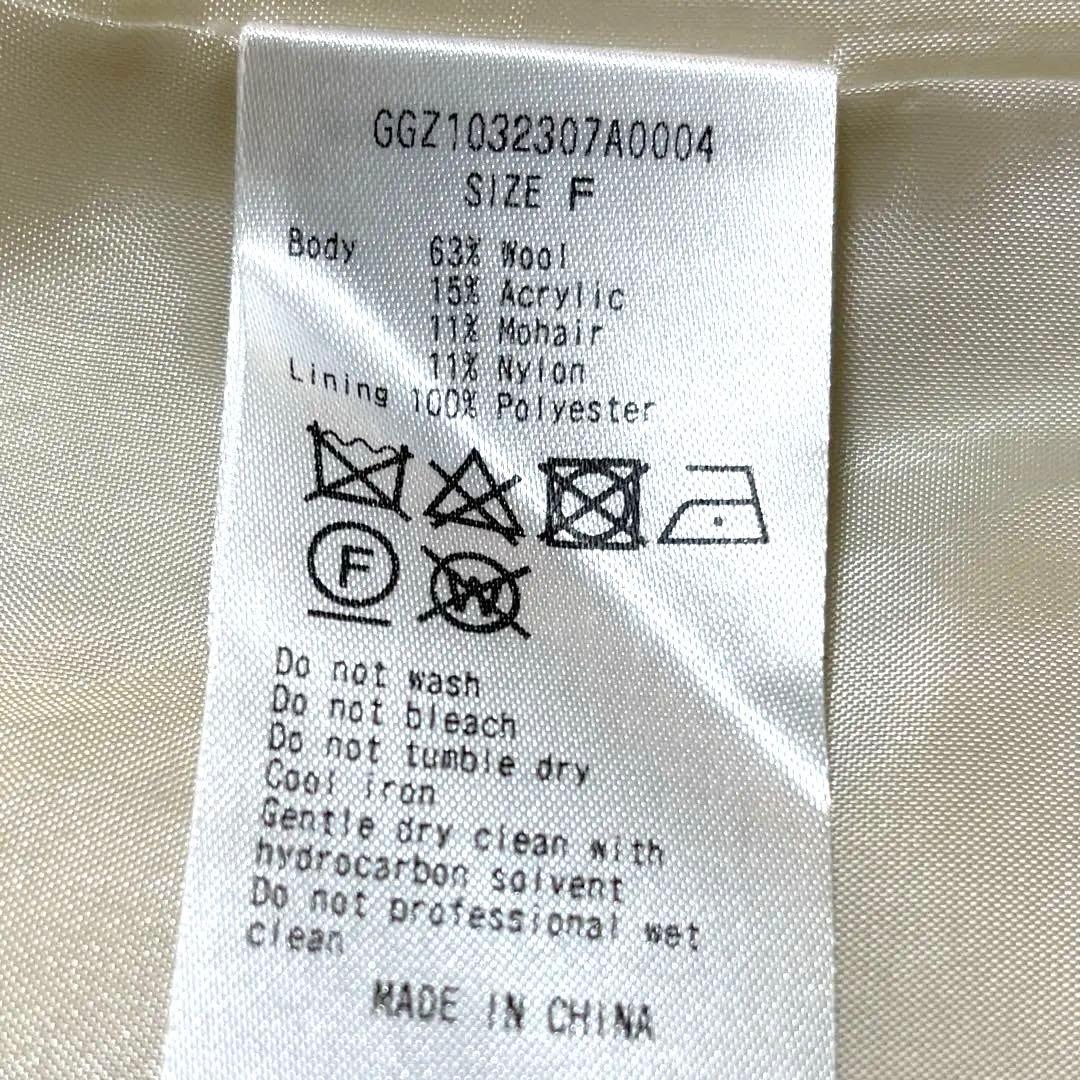 GGZ1032307A0004
SIZE F
Body 63% Wool
15% Acrylic
11% Mohair
11% Nylon
Lining 100% Polyester
F W
Do not wash
Do not bleach
Do not tumble dry
Cool iron
Gentle dry clean with
hydrocarbon solvent
Do not professional wet
clean
MADE IN CHINA